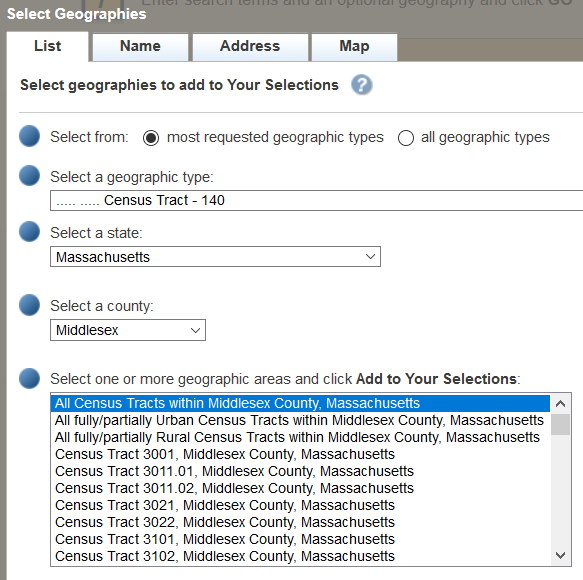 Enter search terms and an optional geography and click GO
Select Geographies
List
Name
Address
Map
Select geographies to add to Your Selections
?
Select from:
most requested geographic types
all geographic types
Select a geographic type:
..... ..... Census Tract - 140
Select a state:
Massachusetts
Select a county:
Middlesex
Select one or more geographic areas and click Add to Your Selections:
All Census Tracts within Middlesex County, Massachusetts
All fully/partially Urban Census Tracts within Middlesex County, Massachusetts
All fully/partially Rural Census Tracts within Middlesex County, Massachusetts
Census Tract 3001, Middlesex County, Massachusetts
Census Tract 3011.01, Middlesex County, Massachusetts
Census Tract 3011.02, Middlesex County, Massachusetts
Census Tract 3021, Middlesex County, Massachusetts
Census Tract 3022, Middlesex County, Massachusetts
Census Tract 3101, Middlesex County, Massachusetts
Census Tract 3102, Middlesex County, Massachusetts